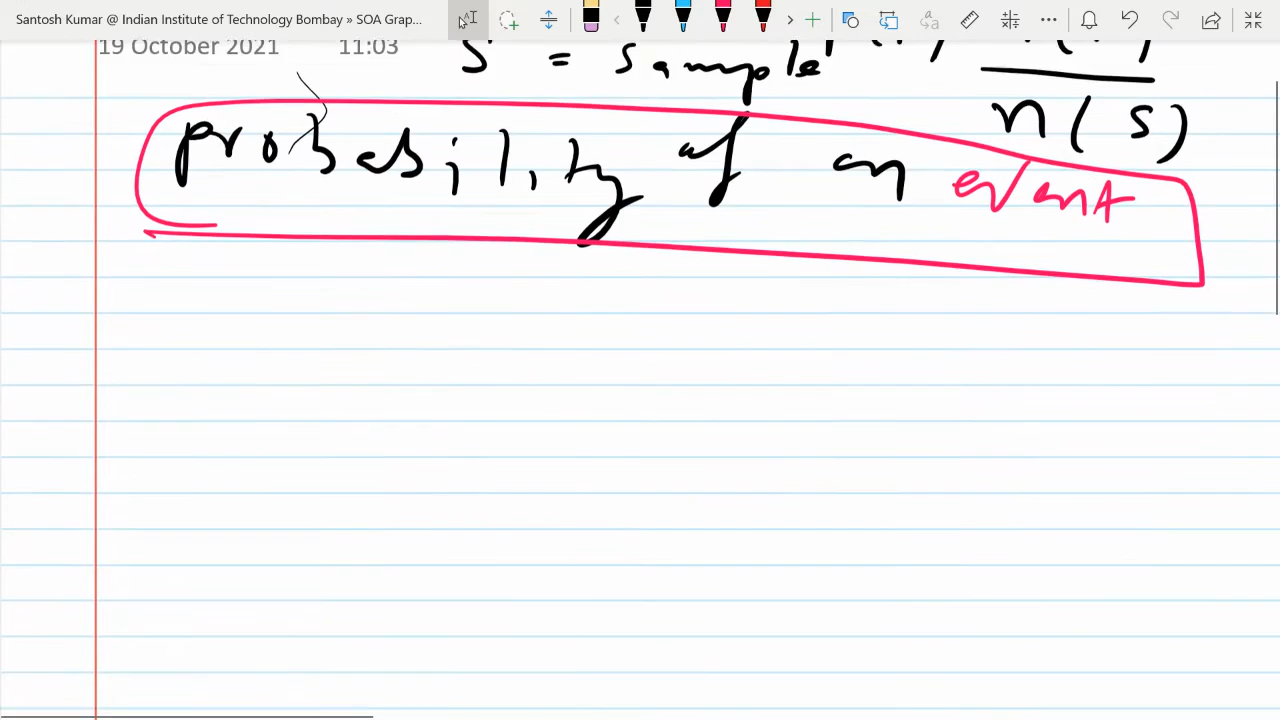 Santosh Kumar @ Indian Institute of Technology Bombay » SOA Grap...
19 October 2021 11:03
S = sample
n(s)
probability of an event